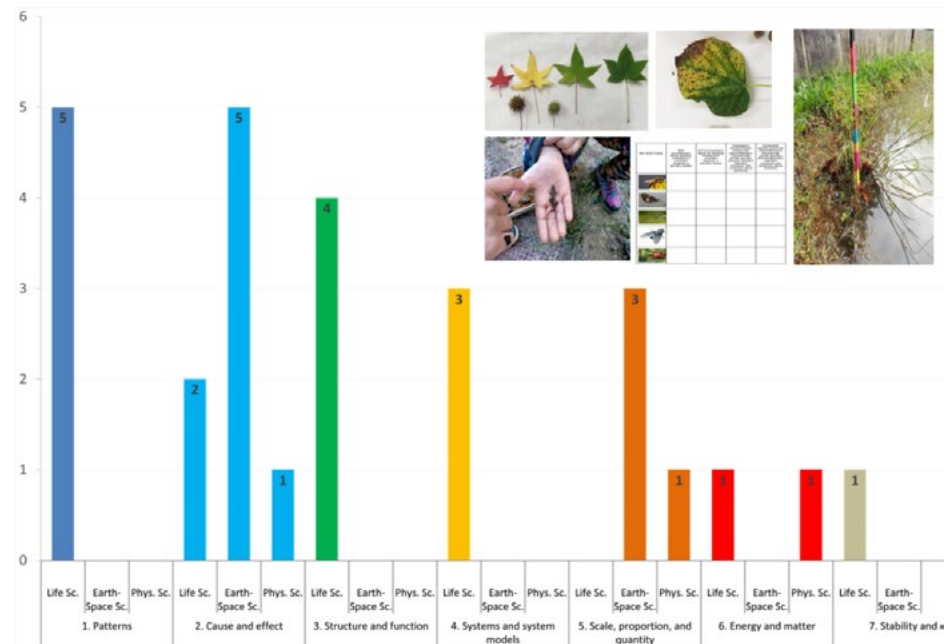 6
5
4
3
2
1
0
5
2
5
1
4
3
3
1
1
1
1
Life Sc. Earth-Space Sc. Phys. Sc. Life Sc. Earth-Space Sc. Phys. Sc. Life Sc. Earth-Space Sc. Phys. Sc. Life Sc. Earth-Space Sc. Phys. Sc. Life Sc. Earth-Space Sc. Phys. Sc. Life Sc. Earth-Space Sc. Phys. Sc. Life Sc. Earth-Space Sc.
1. Patterns
2. Cause and effect
3. Structure and function
4. Systems and system
models
5. Scale, proportion, and
quantity
6. Energy and matter
7. Stability and